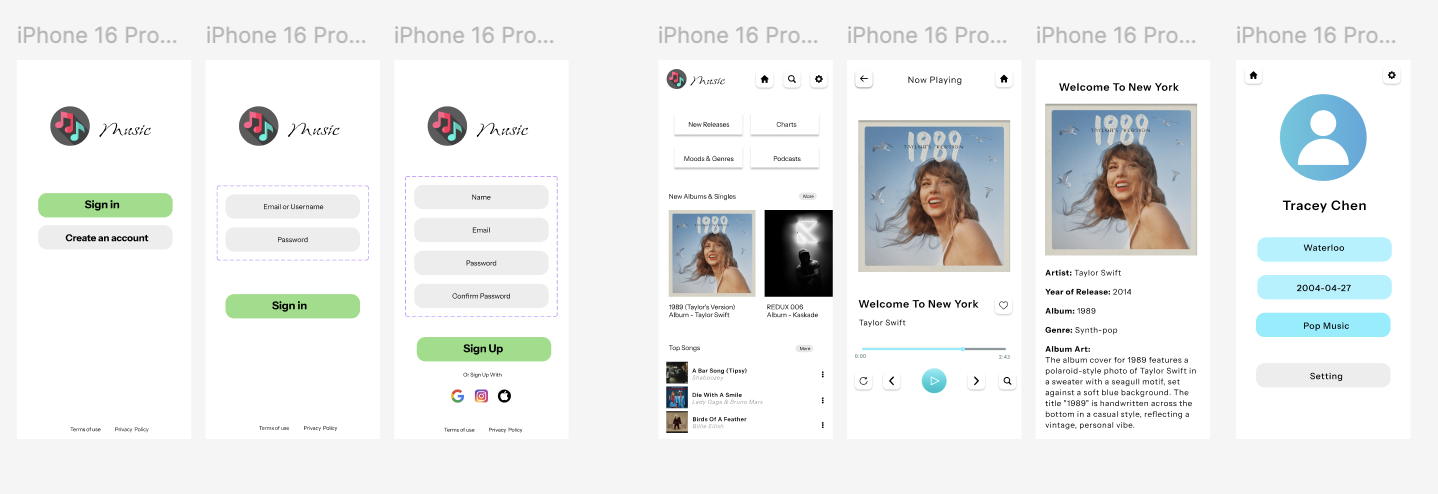 iPhone 16 Pro...
Music
Sign in
Create an account
Terms of use Privacy Policy
iPhone 16 Pro...
Music
Email or Username
Password
Sign in
Terms of use Privacy Policy
iPhone 16 Pro...
Music
Name
Email
Password
Confirm Password
Sign Up
Or Sign Up With
Terms of use Privacy Policy
iPhone 16 Pro...
Music
New Releases Charts
Moods & Genres Podcasts
New Albums & Singles More
1989
TAYLOR'S VERSION
1989 (Taylor's Version)
Album - Taylor Swift
REDUX 006
Album - Kaskade
Top Songs More
A Bar Song (Tipsy)
Shaboozey
Die With A Smile
Lady Gaga & Bruno Mars
Birds Of A Feather
Billie Eilish
iPhone 16 Pro...
Now Playing
1989
TAYLOR'S VERSION
Welcome To New York
Taylor Swift
0:00 3:43
iPhone 16 Pro...
Welcome To New York
1989
TAYLOR'S VERSION
Artist: Taylor Swift
Year of Release: 2014
Album: 1989
Genre: Synth-pop
Album Art:
The album cover for 1989 features a
polaroid-style photo of Taylor Swift in
a sweater with a seagull motif, set
against a soft blue background. The
title "1989" is handwritten across the
bottom in a casual style, reflecting a
vintage, personal vibe.
iPhone 16 Pro...
Tracey Chen
Waterloo
2004-04-27
Pop Music
Setting